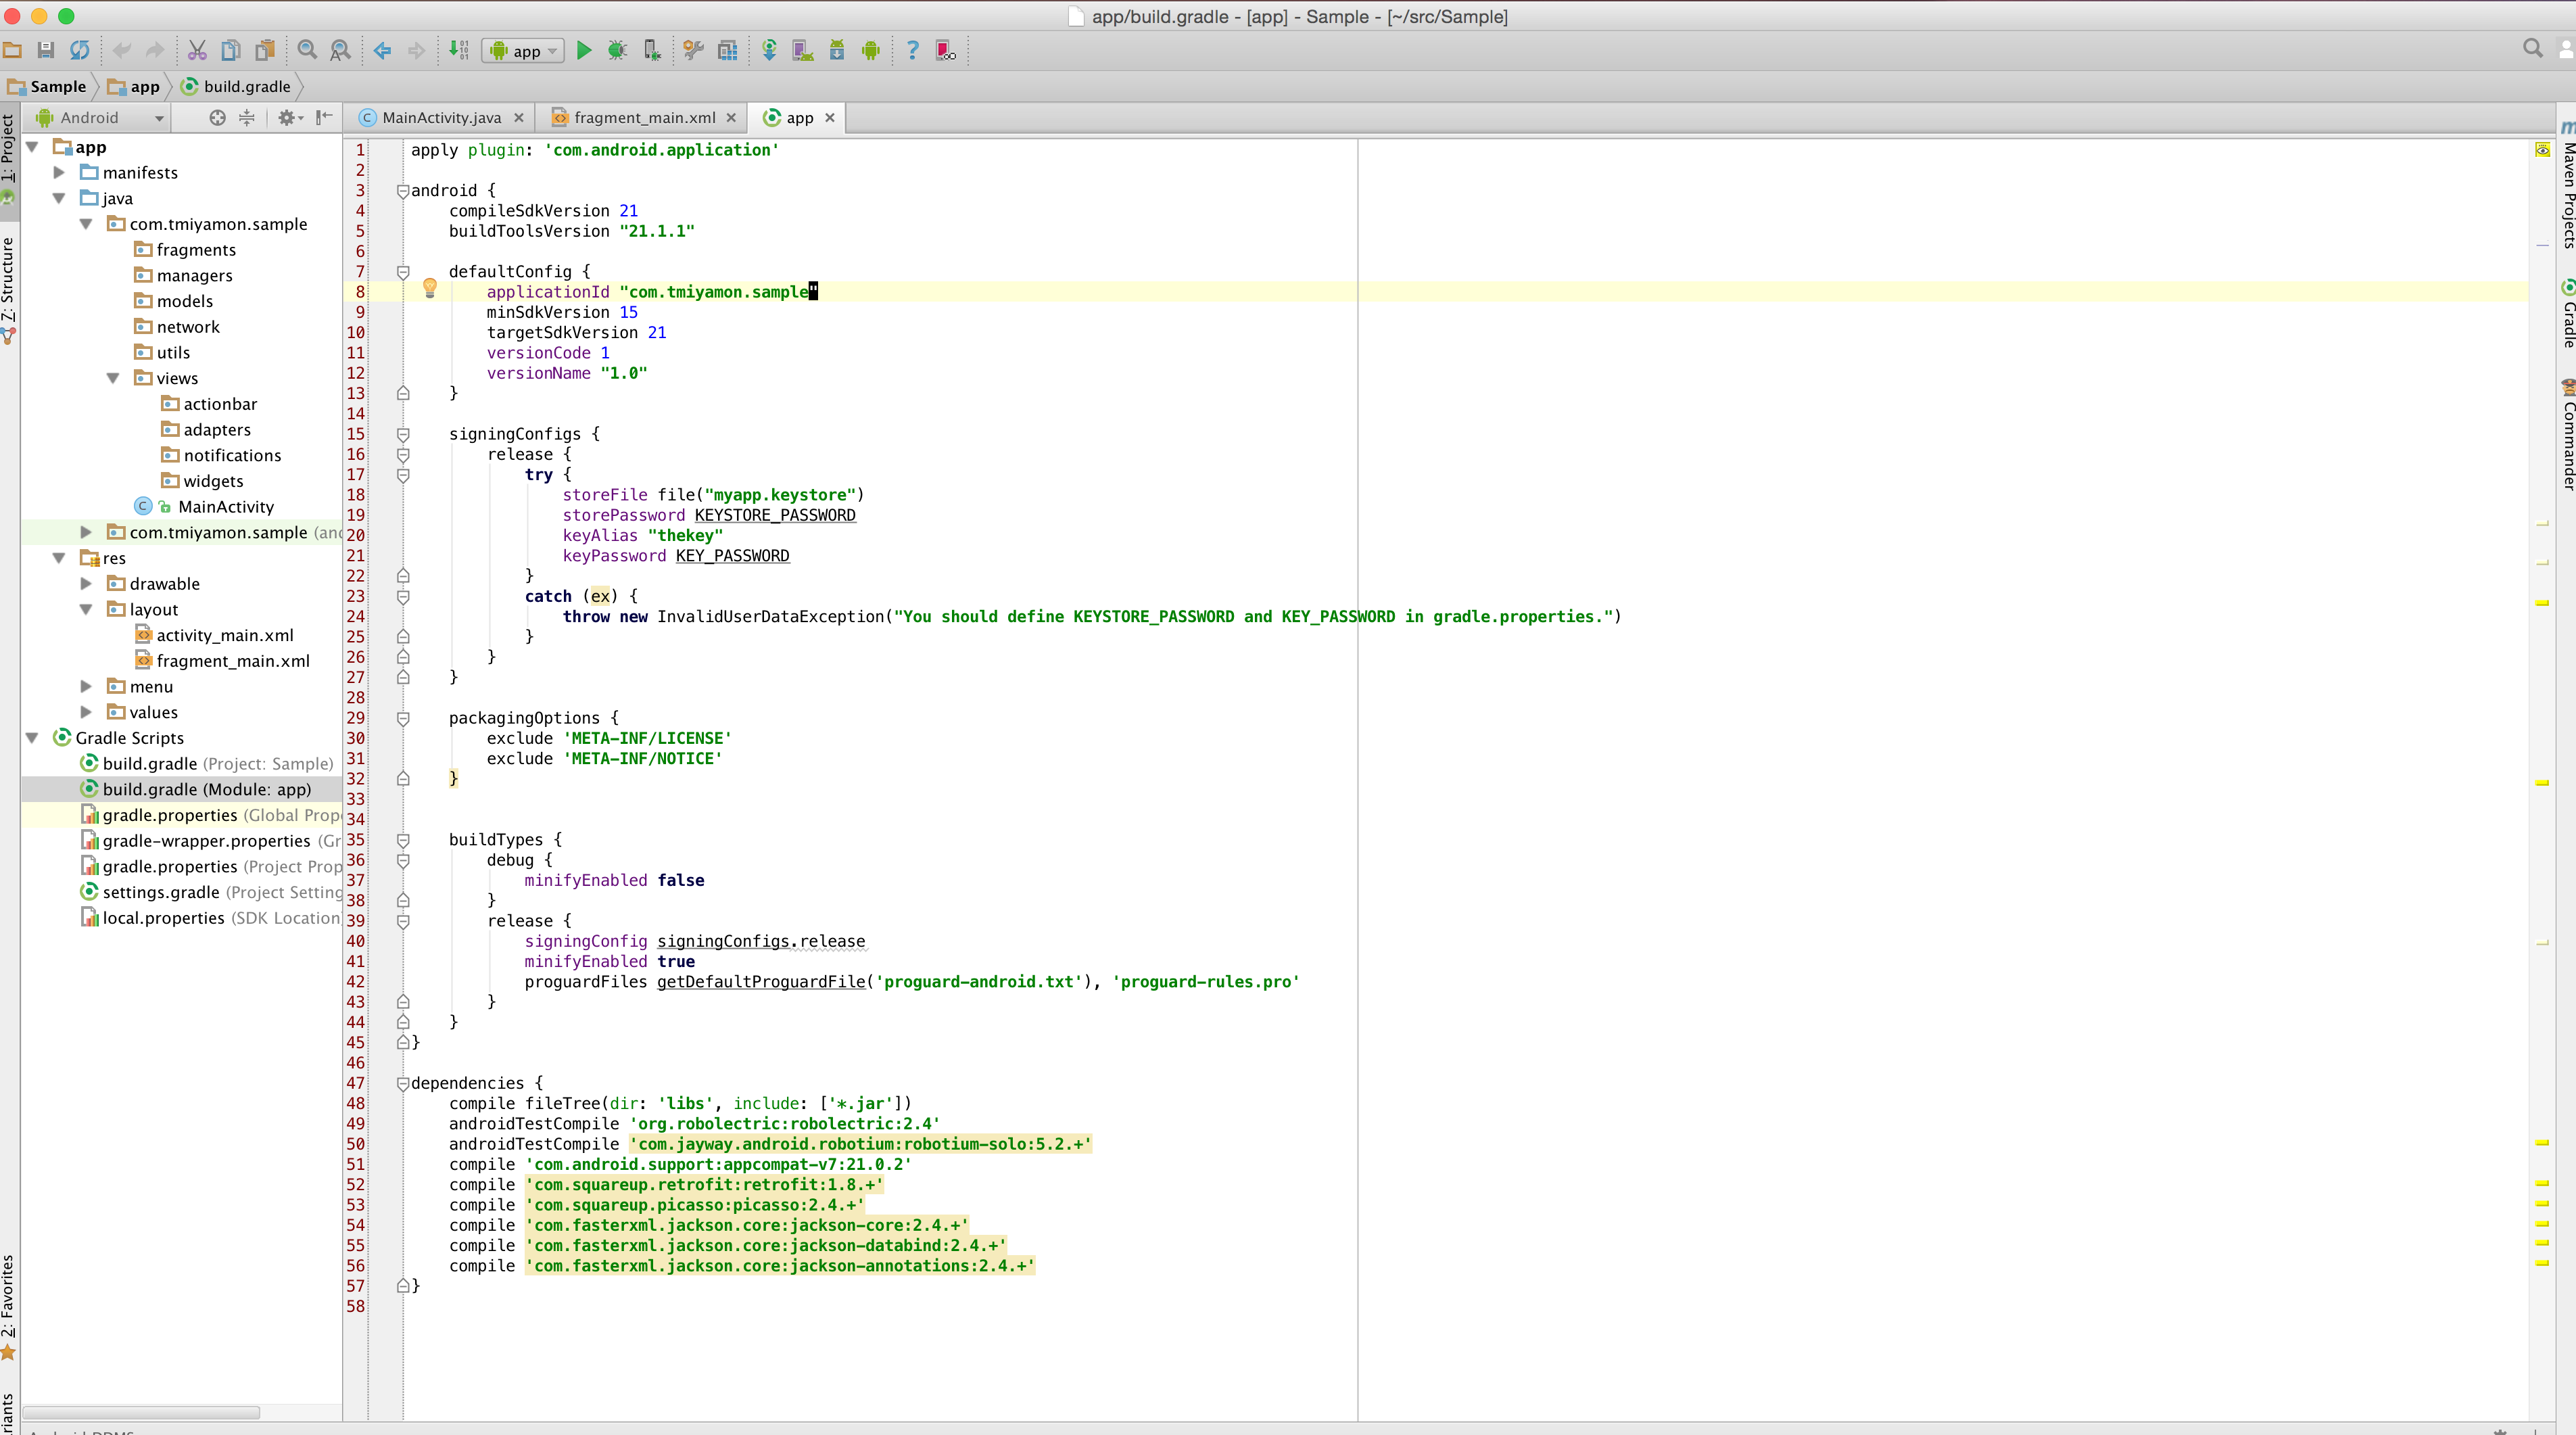 app/build.gradle - [app] - Sample - [~/src/Sample]
app
Sample app build.gradle
1: Project
7: Structure
2: Favorites
Android
app
manifests
java
com.tmiyamon.sample
fragments
managers
models
network
utils
views
actionbar
adapters
notifications
widgets
MainActivity
com.tmiyamon.sample (and
res
drawable
layout
activity_main.xml
fragment_main.xml
menu
values
Gradle Scripts
build.gradle (Project: Sample)
build.gradle (Module: app)
gradle.properties (Global Prop
gradle-wrapper.properties (Gr
gradle.properties (Project Prop
settings.gradle (Project Setting
local.properties (SDK Location
MainActivity.java fragment_main.xml app
1 apply plugin: 'com.android.application'
2
3 android {
4 compileSdkVersion 21
5 buildToolsVersion "21.1.1"
6
7 defaultConfig {
8 applicationId "com.tmiyamon.sample"
9 minSdkVersion 15
10 targetSdkVersion 21
11 versionCode 1
12 versionName "1.0"
13 }
14
15 signingConfigs {
16 release {
17 try {
18 storeFile file("myapp.keystore")
19 storePassword KEYSTORE_PASSWORD
20 keyAlias "thekey"
21 keyPassword KEY_PASSWORD
22 }
23 catch (ex) {
24 throw new InvalidUserDataException("You should define KEYSTORE_PASSWORD and KEY_PASSWORD in gradle.properties.")
25 }
26 }
27 }
28
29 packagingOptions {
30 exclude 'META-INF/LICENSE'
31 exclude 'META-INF/NOTICE'
32 }
33
34
35 buildTypes {
36 debug {
37 minifyEnabled false
38 }
39 release {
40 signingConfig signingConfigs.release
41 minifyEnabled true
42 proguardFiles getDefaultProguardFile('proguard-android.txt'), 'proguard-rules.pro'
43 }
44 }
45 }
46
47 dependencies {
48 compile fileTree(dir: 'libs', include: ['*.jar'])
49 androidTestCompile 'org.robolectric:robolectric:2.4'
50 androidTestCompile 'com.jayway.android.robotium:robotium-solo:5.2.+'
51 compile 'com.android.support:appcompat-v7:21.0.2'
52 compile 'com.squareup.retrofit:retrofit:1.8.+'
53 compile 'com.squareup.picasso:picasso:2.4.+'
54 compile 'com.fasterxml.jackson.core:jackson-core:2.4.+'
55 compile 'com.fasterxml.jackson.core:jackson-databind:2.4.+'
56 compile 'com.fasterxml.jackson.core:jackson-annotations:2.4.+'
57 }
58
Maven Projects
Gradle
Commander